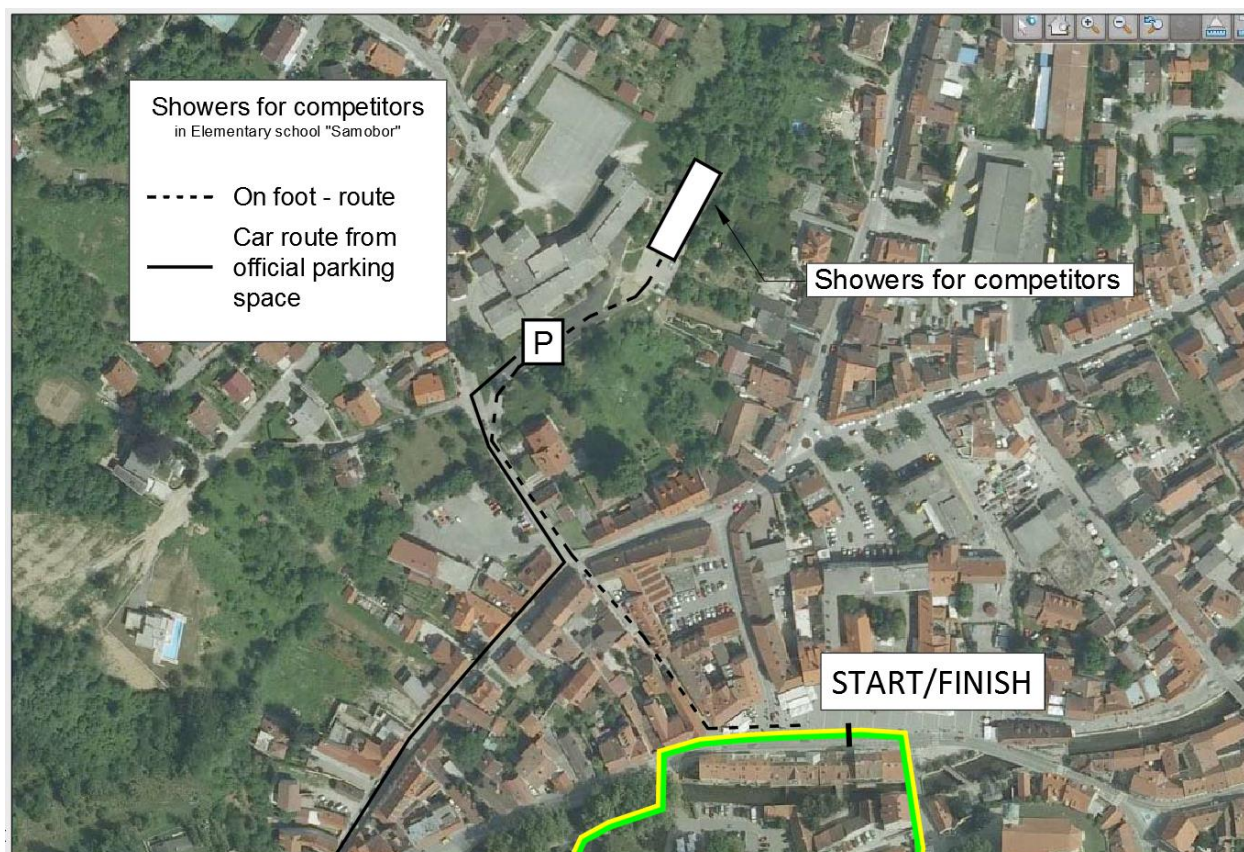 Showers for competitors
in Elementary school "Samobor"
On foot - route
Car route from
official parking
space
P
Showers for competitors
START/FINISH